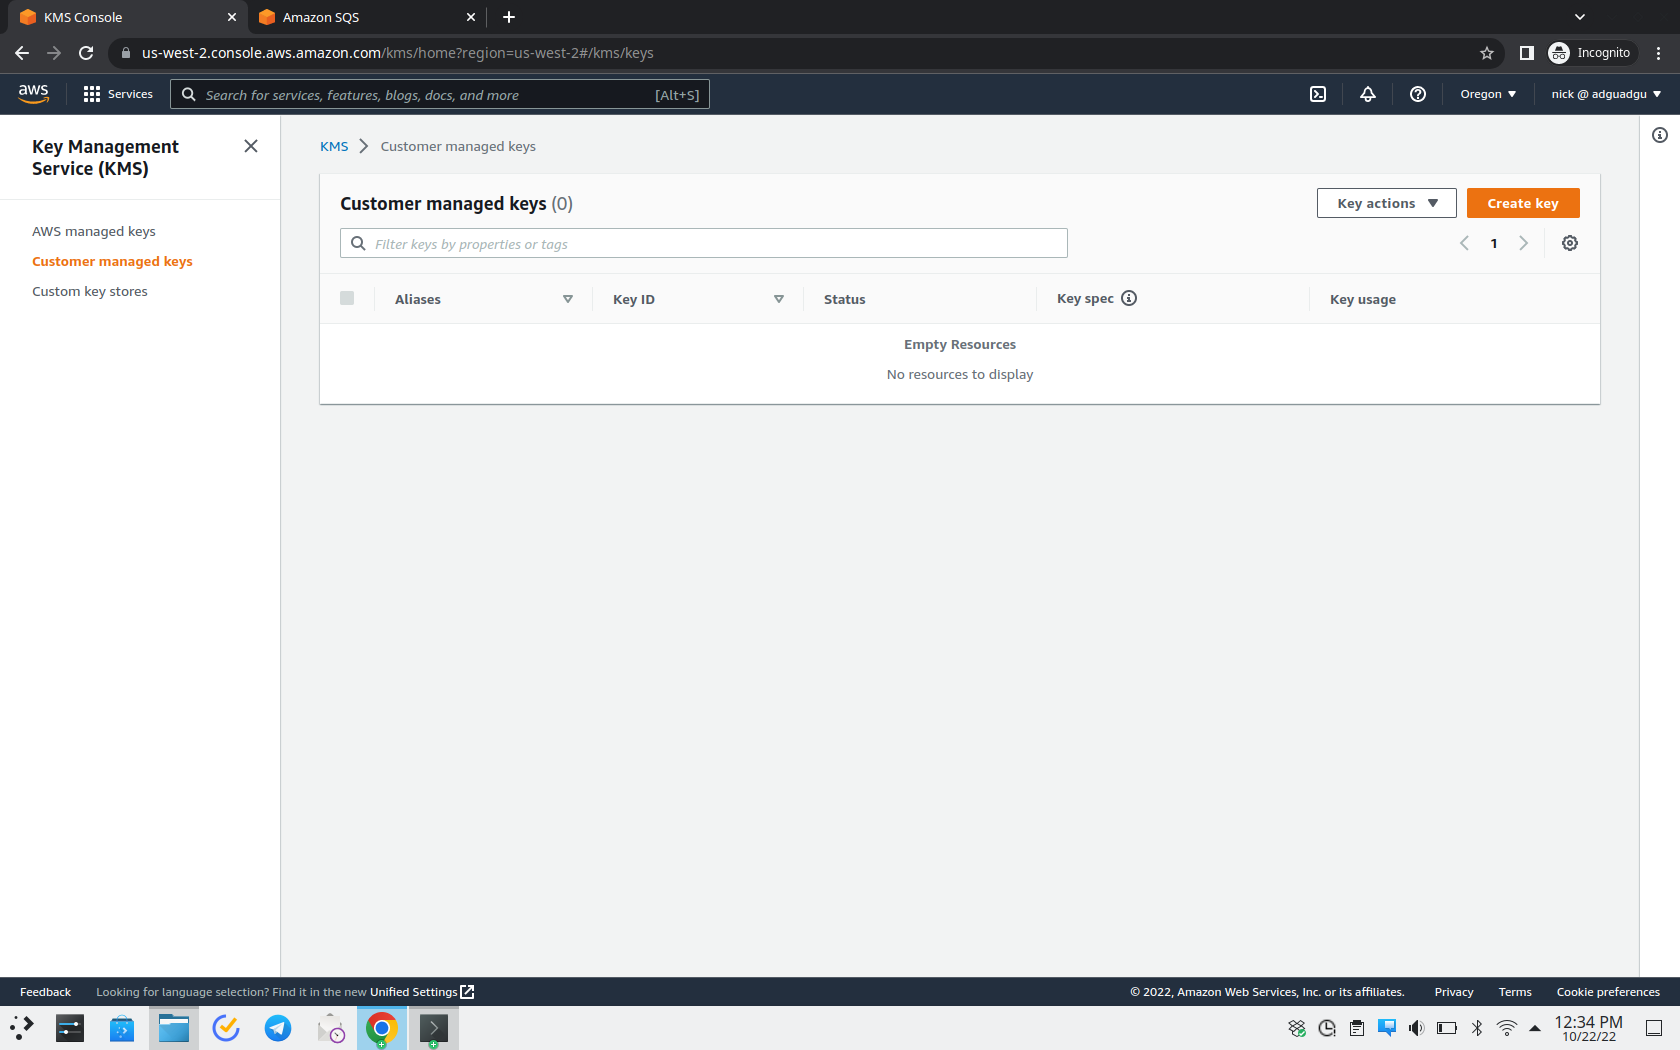 KMS Console
Amazon SQS
us-west-2.console.aws.amazon.com/kms/home?region=us-west-2#/kms/keys
Incognito
aws
Services
Search for services, features, blogs, docs, and more
[Alt+S]
Oregon
nick @ adguadgu
Key Management
Service (KMS)
AWS managed keys
Customer managed keys
Custom key stores
KMS
Customer managed keys
Customer managed keys (0)
Key actions
Create key
Filter keys by properties or tags
1
Aliases
Key ID
Status
Key spec
Key usage
Empty Resources
No resources to display
Feedback
Looking for language selection? Find it in the new Unified Settings
© 2022, Amazon Web Services, Inc. or its affiliates.
Privacy
Terms
Cookie preferences
12:34 PM
10/22/22